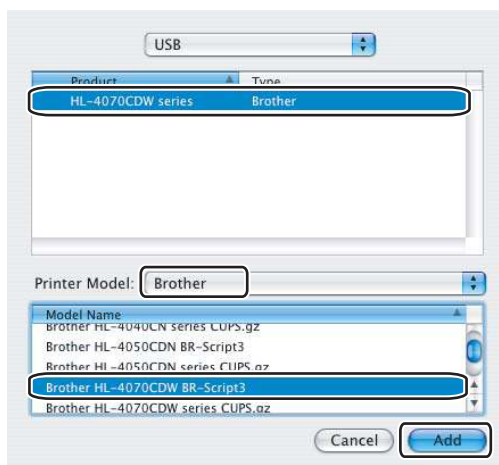 USB
Product Type
HL-4070CDW series Brother
Printer Model: Brother
Model Name
Brother HL-4040CN series CUPS.gz
Brother HL-4050CDN BR-Script3
Brother HL-4050CDN series CUPS.gz
Brother HL-4070CDW BR-Script3
Brother HL-4070CDW series CUPS.gz
Cancel Add